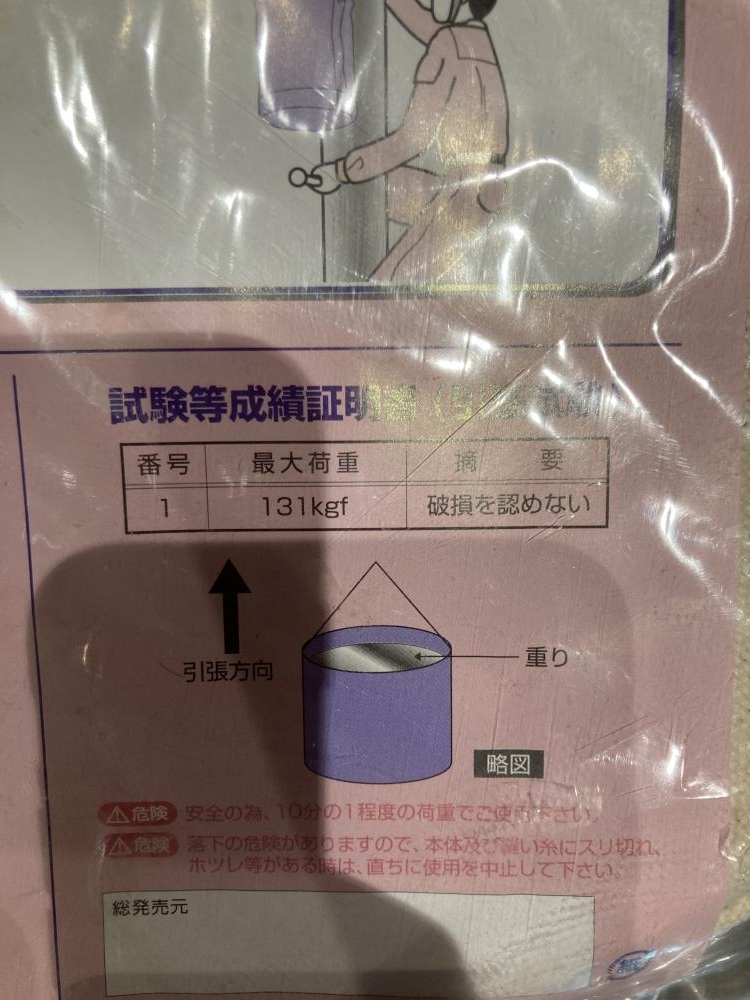 試験等成績証明書（引張試験）
番号 最大荷重 摘要
1 131kgf 破損を認めない
引張方向
重り
略図
危険 安全の為、10分の1程度の荷重でご使用下さい。
危険 落下の危険がありますので、本体及び縫い糸にスリ切れ、
ホツレ等がある時は、直ちに使用を中止して下さい。
総発売元
紙